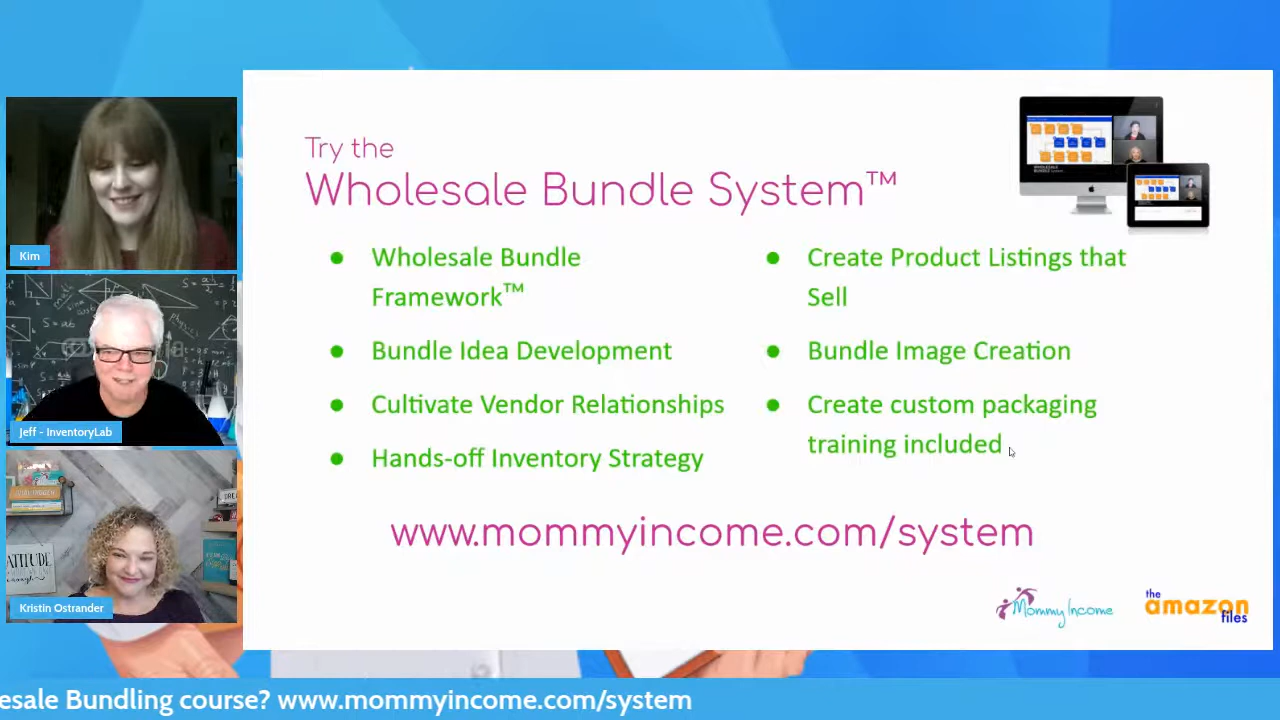 Try the
Wholesale Bundle System™
● Wholesale Bundle
Framework™
● Bundle Idea Development
● Cultivate Vendor Relationships
● Hands-off Inventory Strategy
● Create Product Listings that
Sell
● Bundle Image Creation
● Create custom packaging
training included
www.mommyincome.com/system
Mommy Income
the
amazon
files
Kim
Jeff - InventoryLab
Kristin Ostrander
esale Bundling course? www.mommyincome.com/system